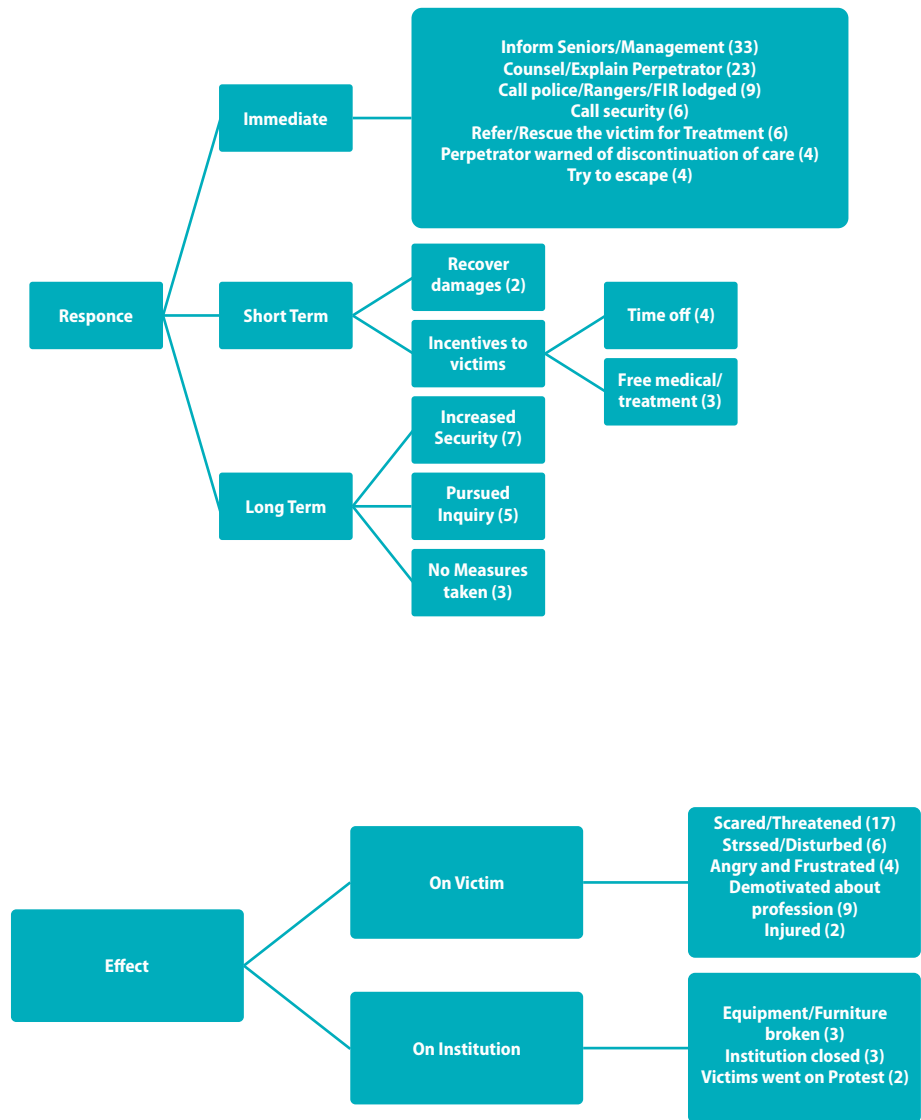 Inform Seniors/Management (33)
Counsel/Explain Perpetrator (23)
Call police/Rangers/FIR lodged (9)
Call security (6)
Refer/Rescue the victim for Treatment (6)
Perpetrator warned of discontinuation of care (4)
Try to escape (4)
Immediate
Responce
Short Term
Recover
damages (2)
Incentives to
victims
Time off (4)
Free medical/
treatment (3)
Long Term
Increased
Security (7)
Pursued
Inquiry (5)
No Measures
taken (3)
Effect
On Victim
Scared/Threatened (17)
Strssed/Disturbed (6)
Angry and Frustrated (4)
Demotivated about
profession (9)
Injured (2)
On Institution
Equipment/Furniture
broken (3)
Institution closed (3)
Victims went on Protest (2)